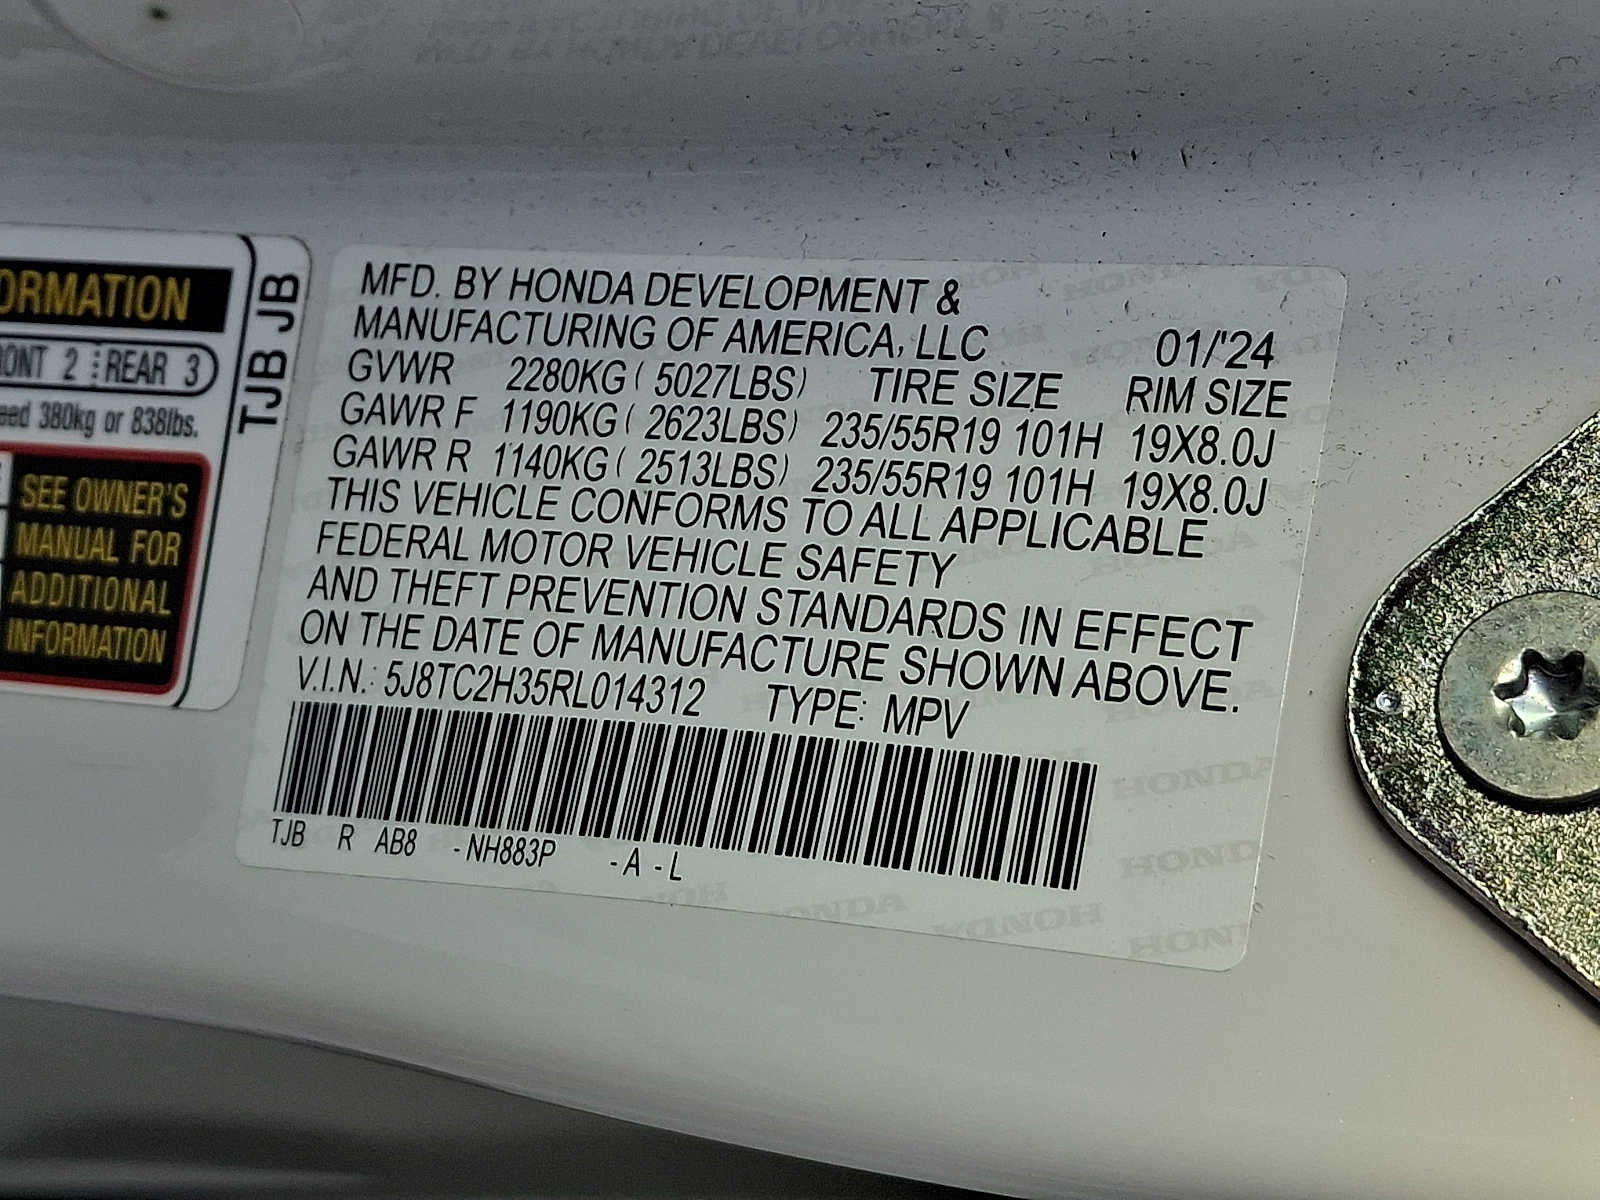 ORMATION
RONT 2 REAR 3
eed 380kg or 838lbs.
SEE OWNER'S
MANUAL FOR
ADDITIONAL
INFORMATION
TJB JB
MFD. BY HONDA DEVELOPMENT &
MANUFACTURING OF AMERICA, LLC 01/'24
GVWR 2280KG ( 5027LBS) TIRE SIZE RIM SIZE
GAWR F 1190KG ( 2623LBS) 235/55R19 101H 19X8.0J
GAWR R 1140KG ( 2513LBS) 235/55R19 101H 19X8.0J
THIS VEHICLE CONFORMS TO ALL APPLICABLE
FEDERAL MOTOR VEHICLE SAFETY
AND THEFT PREVENTION STANDARDS IN EFFECT
ON THE DATE OF MANUFACTURE SHOWN ABOVE.
V.I.N.: 5J8TC2H35RL014312 TYPE: MPV
TJB R AB8 -NH883P -A -L